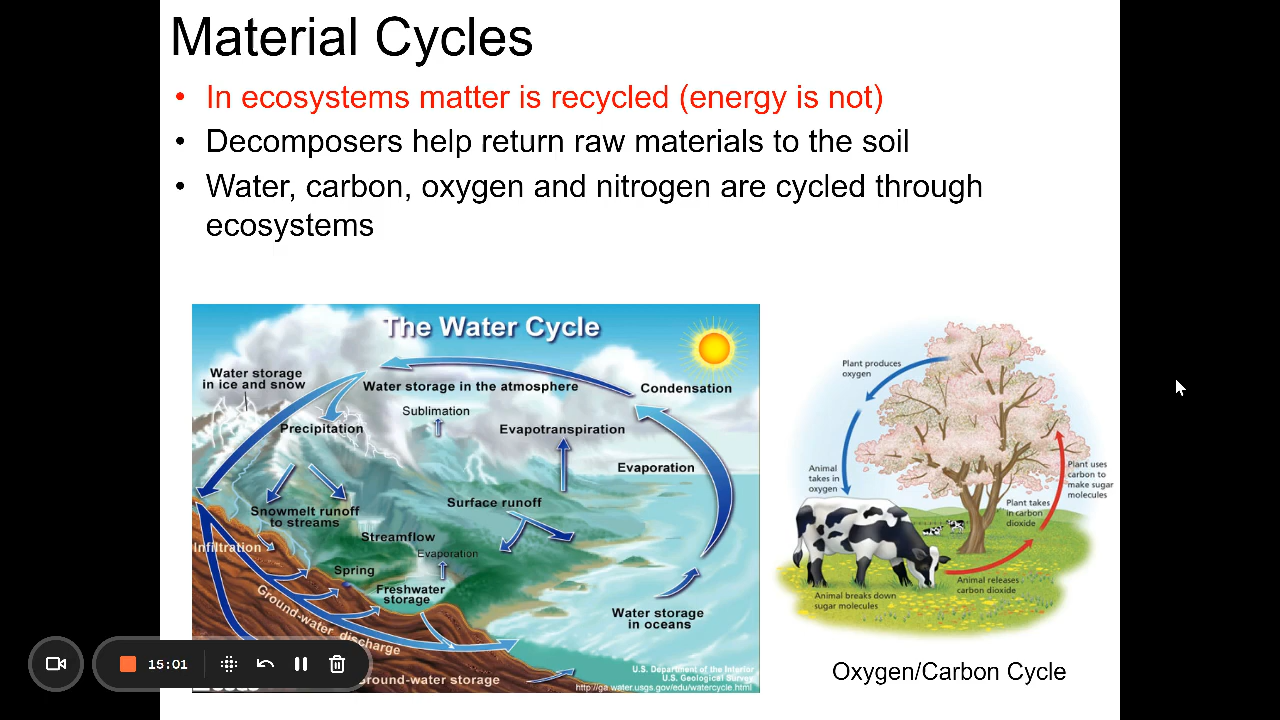 Material Cycles
• In ecosystems matter is recycled (energy is not)
• Decomposers help return raw materials to the soil
• Water, carbon, oxygen and nitrogen are cycled through
ecosystems
The Water Cycle
Water storage
in ice and snow
Water storage in the atmosphere
Condensation
Sublimation
Precipitation
Evapotranspiration
Evaporation
Surface runoff
Snowmelt runoff
to streams
Streamflow
Infiltration
Evaporation
Spring
Freshwater
storage
Water storage
in oceans
Ground-water discharge
Ground-water storage
U.S. Department of the Interior
U.S. Geological Survey
http://ga.water.usgs.gov/edu/watercycle.html
Plant produces
oxygen
Animal
takes in
oxygen
Plant uses
carbon to
make sugar
molecules
Plant takes
in carbon
dioxide
Animal releases
carbon dioxide
Animal breaks down
sugar molecules
Oxygen/Carbon Cycle
15:01